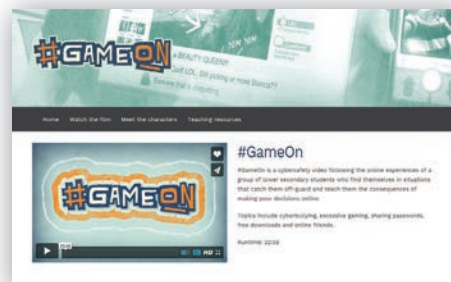 #GAMEON
A BEAUTY QUEEN!
Home Watch the film Meet the characters Teaching resources
#GAMEON
#GameOn
#GameOn is a cybersafety video following the online experiences of a
group of lower secondary students who find themselves in situations
that catch them off-guard and teach them the consequences of
making poor decisions online.
Topics include cyberbullying, excessive gaming, sharing passwords,
free downloads and online friends.
Runtime: 22:03
HD